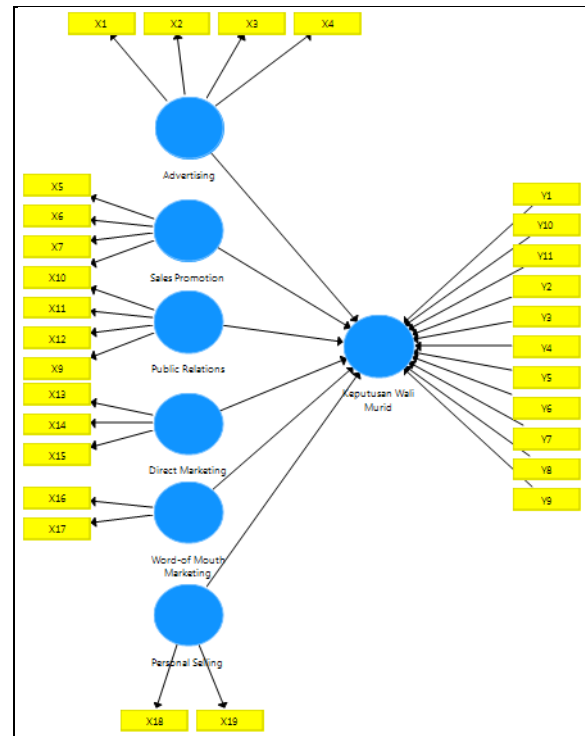 X1
X2
X3
X4
Advertising
X5
X6
X7
Sales Promotion
X10
X11
X12
X9
Public Relations
X13
X14
X15
Direct Marketing
X16
X17
Word-of Mouth
Marketing
Personal Selling
X18
X19
Keputusan Wali
Murid
Y1
Y10
Y11
Y2
Y3
Y4
Y5
Y6
Y7
Y8
Y9